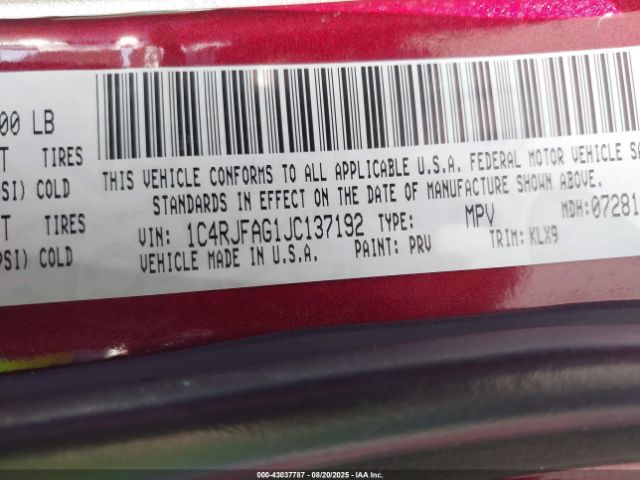 00 LB
T TIRES
PSI) COLD
T TIRES
PSI) COLD
THIS VEHICLE CONFORMS TO ALL APPLICABLE U.S.A. FEDERAL MOTOR VEHICLE SA
STANDARDS IN EFFECT ON THE DATE OF MANUFACTURE SHOWN ABOVE.
VIN: 1C4RJFAG1JC137192 TYPE: MPV MDH:07281
VEHICLE MADE IN U.S.A. PAINT: PRV TRIM: KLX9
000-43037787 - 08/20/2025 - IAA Inc.